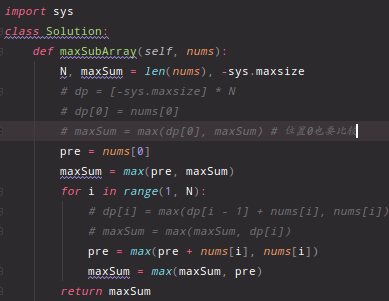 import sys
class Solution:
def maxSubArray(self, nums):
N, maxSum = len(nums), -sys.maxsize
# dp = [-sys.maxsize] * N
# dp[0] = nums[0]
# maxSum = max(dp[0], maxSum) # 位置0也要比较
pre = nums[0]
maxSum = max(pre, maxSum)
for i in range(1, N):
# dp[i] = max(dp[i - 1] + nums[i], nums[i])
# maxSum = max(maxSum, dp[i])
pre = max(pre + nums[i], nums[i])
maxSum = max(maxSum, pre)
return maxSum